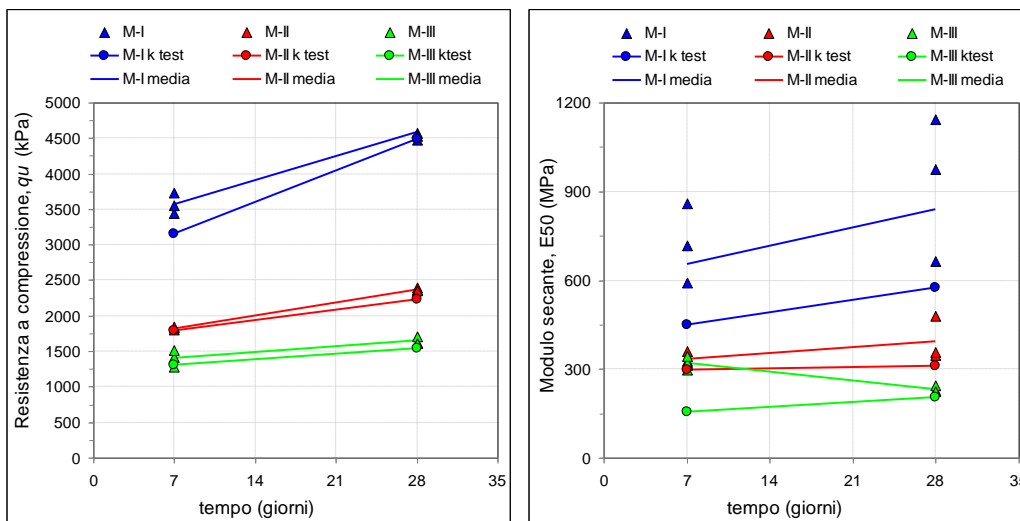 M-I M-II M-III
M-I k test M-II k test M-III ktest
M-I media M-II media M-III media
5000
4500
4000
3500
3000
2500
2000
1500
1000
500
0
0 7 14 21 28 35
tempo (giorni)
Resistenza a compressione, qu (kPa)
M-I M-II M-III
M-I k test M-II k test M-III ktest
M-I media M-II media M-III media
1200
900
600
300
0
0 7 14 21 28 35
tempo (giorni)
Modulo secante, E50 (MPa)